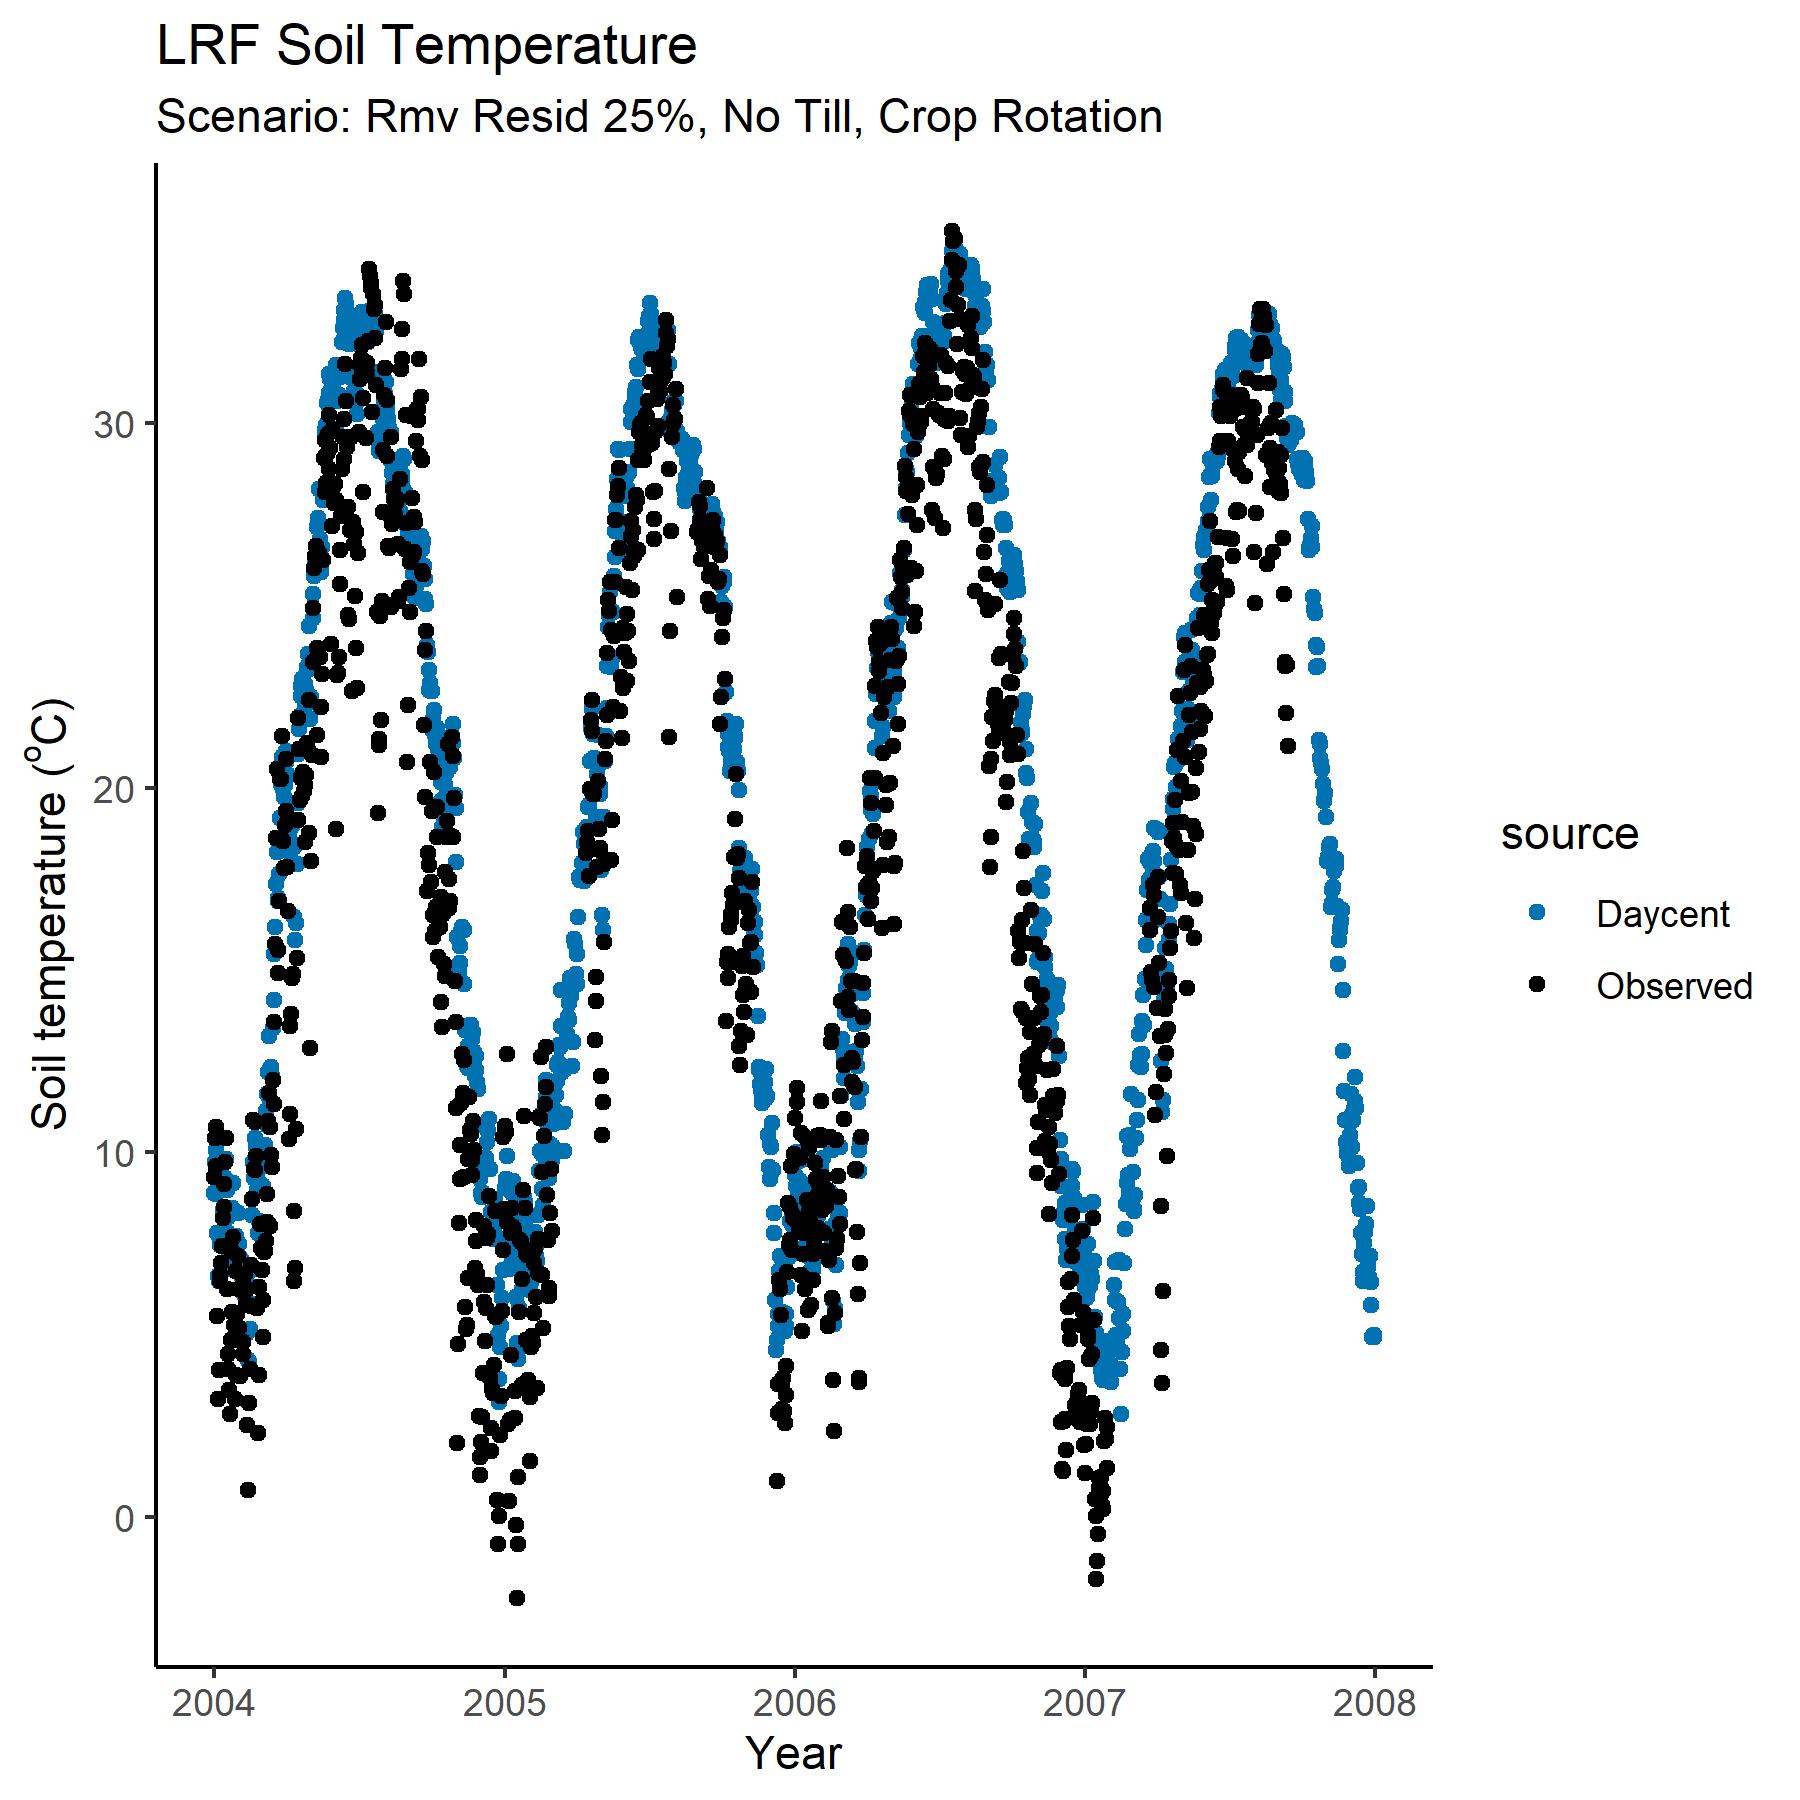 LRF Soil Temperature
Scenario: Rmv Resid 25%, No Till, Crop Rotation
Soil temperature (°C)
30
20
10
0
2004 2005 2006 2007 2008
Year
source
Daycent
Observed